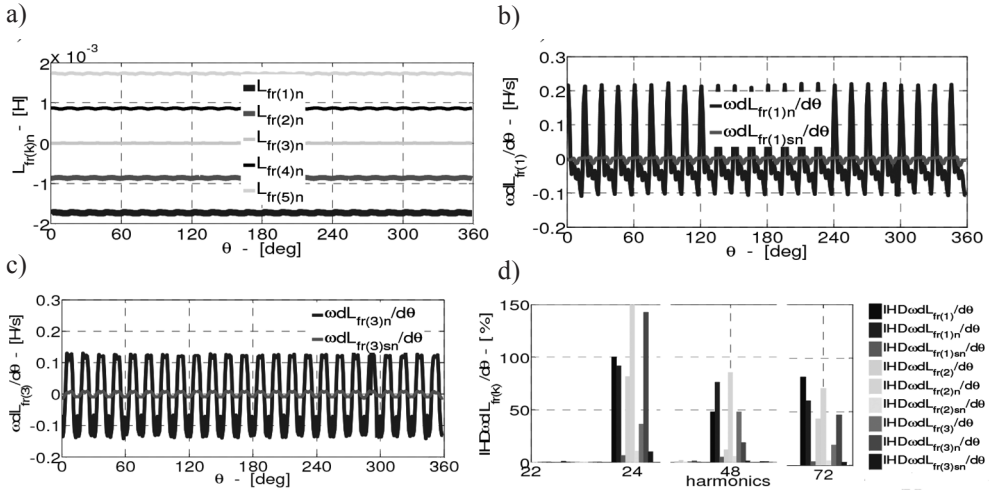 a)
2 x 10⁻³
1
0
-1
-2
L_fr(k)n - [H]
0 60 120 180 240 300 360
θ - [deg]
L_fr(1)n
L_fr(2)n
L_fr(3)n
L_fr(4)n
L_fr(5)n
b)
0.3
0.2
0.1
0
-0.1
-0.2
ωdL_fr(1)/dθ - [H/s]
0 60 120 180 240 300 360
θ - [deg]
ωdL_fr(1)n/dθ
ωdL_fr(1)sn/dθ
c)
0.3
0.2
0.1
0
-0.1
-0.2
ωdL_fr(3)/dθ - [H/s]
0 60 120 180 240 300 360
θ - [deg]
ωdL_fr(3)n/dθ
ωdL_fr(3)sn/dθ
d)
150
100
50
0
IHDωdL_fr(k)/dθ - [%]
22 24 48 72
harmonics
IHDωdL_fr(1)/dθ
IHDωdL_fr(1)n/dθ
IHDωdL_fr(1)sn/dθ
IHDωdL_fr(2)/dθ
IHDωdL_fr(2)n/dθ
IHDωdL_fr(2)sn/dθ
IHDωdL_fr(3)/dθ
IHDωdL_fr(3)n/dθ
IHDωdL_fr(3)sn/dθ